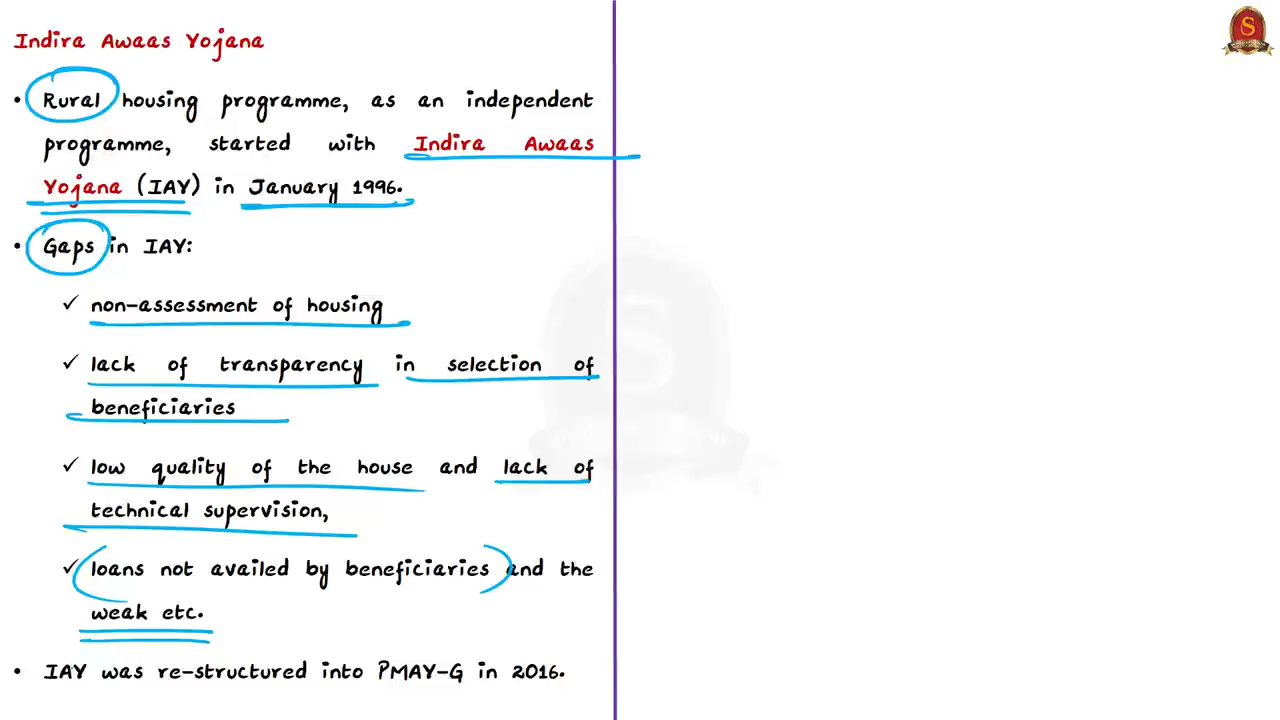 Indira Awaas Yojana
• Rural housing programme, as an independent
programme, started with Indira Awaas
Yojana (IAY) in January 1996.
• Gaps in IAY:
✓ non-assessment of housing
✓ lack of transparency in selection of
beneficiaries
✓ low quality of the house and lack of
technical supervision,
✓ loans not availed by beneficiaries and the
weak etc.
• IAY was re-structured into PMAY-G in 2016.
S
S